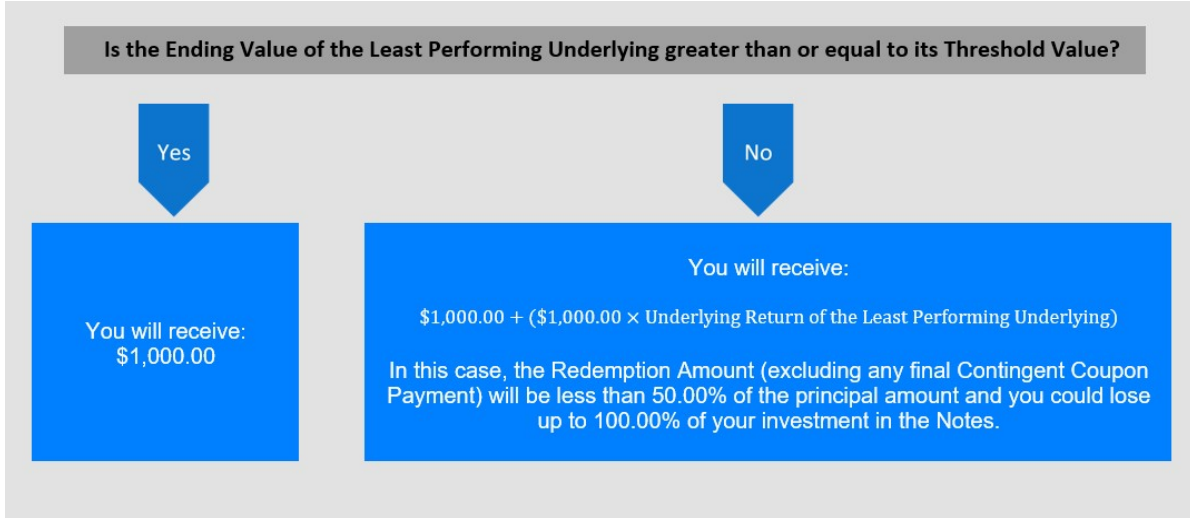 Is the Ending Value of the Least Performing Underlying greater than or equal to its Threshold Value?
Yes
No
You will receive:
$1,000.00
You will receive:
$1,000.00 + ($1,000.00 × Underlying Return of the Least Performing Underlying)
In this case, the Redemption Amount (excluding any final Contingent Coupon
Payment) will be less than 50.00% of the principal amount and you could lose
up to 100.00% of your investment in the Notes.